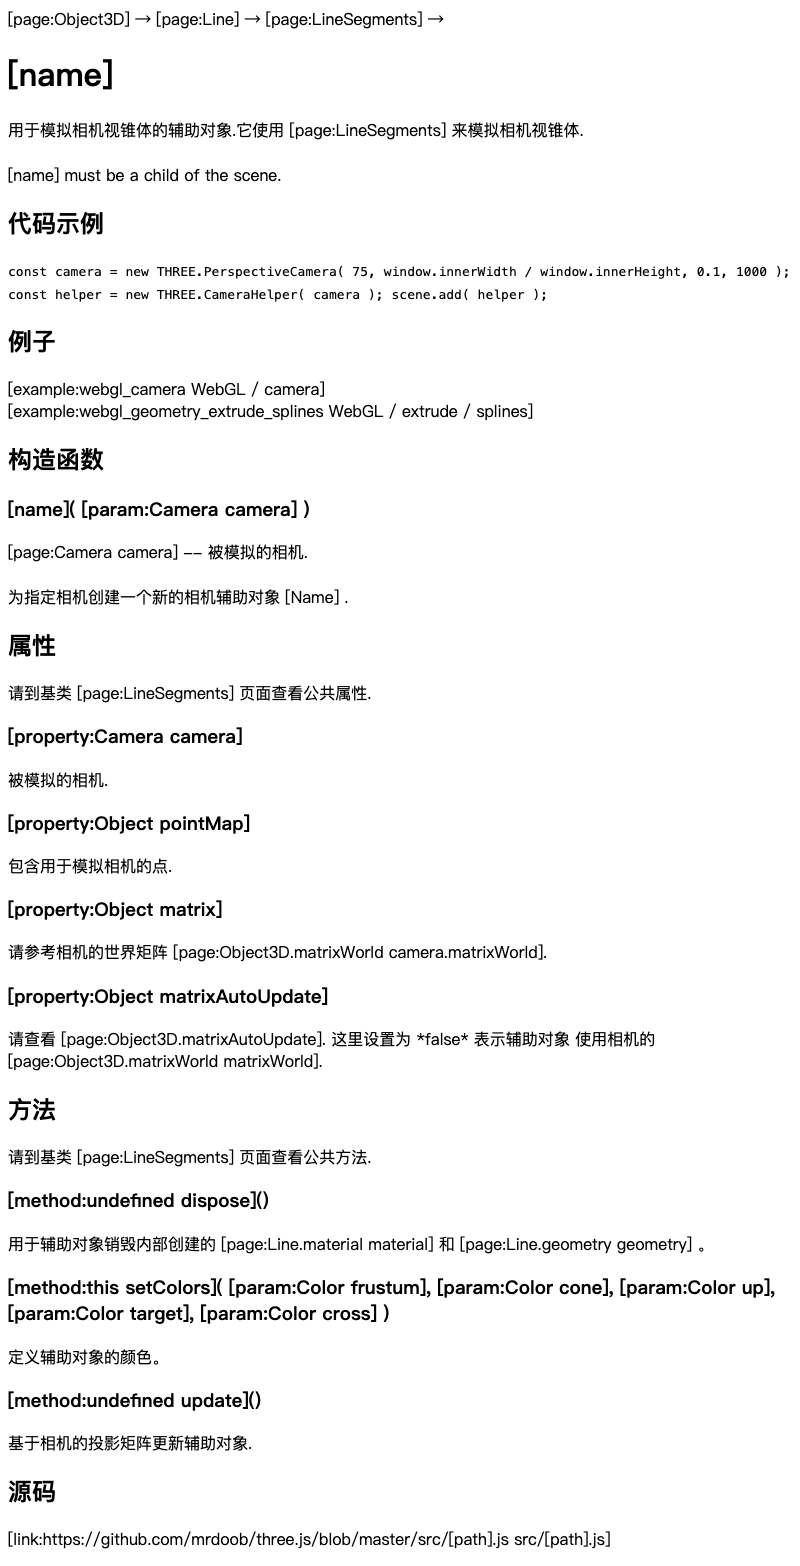 [page:Object3D] → [page:Line] → [page:LineSegments] →
[name]
用于模拟相机视锥体的辅助对象.它使用 [page:LineSegments] 来模拟相机视锥体.
[name] must be a child of the scene.
代码示例
const camera = new THREE.PerspectiveCamera( 75, window.innerWidth / window.innerHeight, 0.1, 1000 );
const helper = new THREE.CameraHelper( camera ); scene.add( helper );
例子
[example:webgl_camera WebGL / camera]
[example:webgl_geometry_extrude_splines WebGL / extrude / splines]
构造函数
[name]( [param:Camera camera] )
[page:Camera camera] -- 被模拟的相机.
为指定相机创建一个新的相机辅助对象 [Name] .
属性
请到基类 [page:LineSegments] 页面查看公共属性.
[property:Camera camera]
被模拟的相机.
[property:Object pointMap]
包含用于模拟相机的点.
[property:Object matrix]
请参考相机的世界矩阵 [page:Object3D.matrixWorld camera.matrixWorld].
[property:Object matrixAutoUpdate]
请查看 [page:Object3D.matrixAutoUpdate]. 这里设置为 *false* 表示辅助对象 使用相机的
[page:Object3D.matrixWorld matrixWorld].
方法
请到基类 [page:LineSegments] 页面查看公共方法.
[method:undefined dispose]()
用于辅助对象销毁内部创建的 [page:Line.material material] 和 [page:Line.geometry geometry] 。
[method:this setColors]( [param:Color frustum], [param:Color cone], [param:Color up],
[param:Color target], [param:Color cross] )
定义辅助对象的颜色。
[method:undefined update]()
基于相机的投影矩阵更新辅助对象.
源码
[link:https://github.com/mrdoob/three.js/blob/master/src/[path].js src/[path].js]